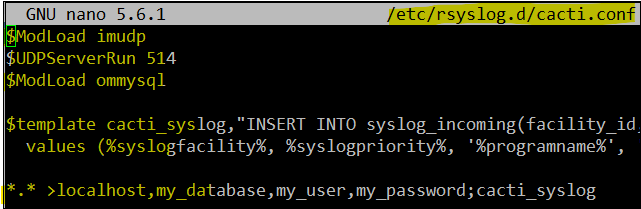 GNU nano 5.6.1 /etc/rsyslog.d/cacti.conf
$ModLoad imudp
$UDPServerRun 514
$ModLoad ommysql
$template cacti_syslog,"INSERT INTO syslog_incoming(facility_id,
values (%syslogfacility%, %syslogpriority%, '%programname%',
*.* >localhost,my_database,my_user,my_password;cacti_syslog